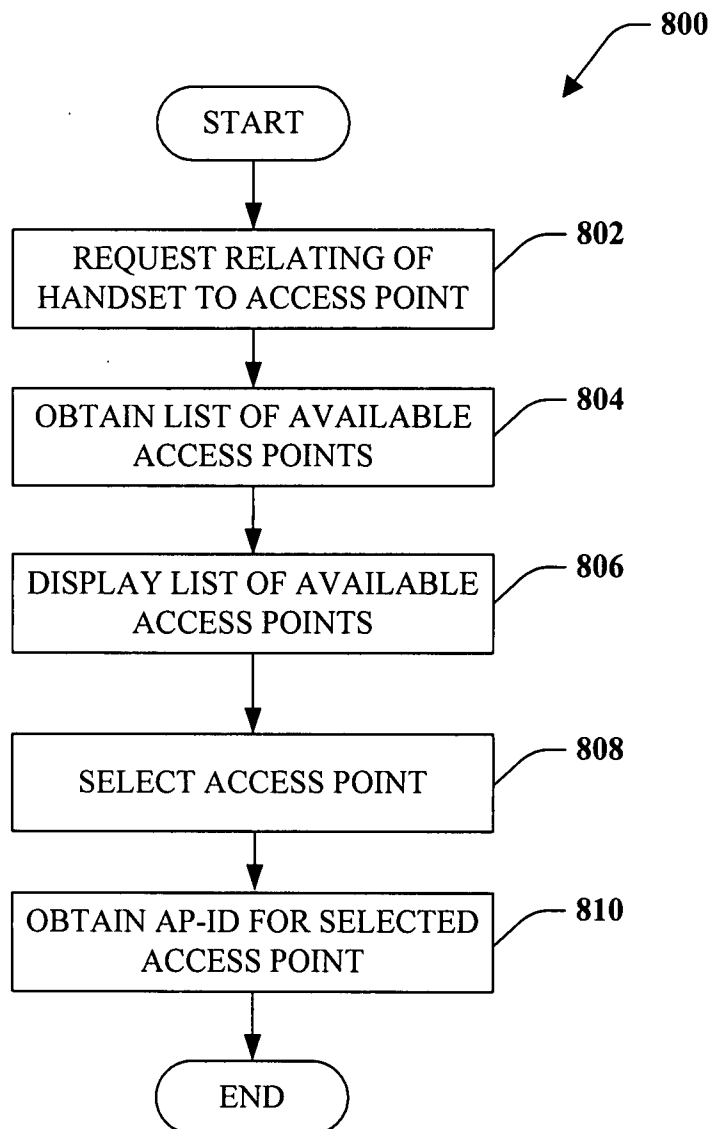 800
START
802
REQUEST RELATING OF
HANDSET TO ACCESS POINT
804
OBTAIN LIST OF AVAILABLE
ACCESS POINTS
806
DISPLAY LIST OF AVAILABLE
ACCESS POINTS
808
SELECT ACCESS POINT
810
OBTAIN AP-ID FOR SELECTED
ACCESS POINT
END